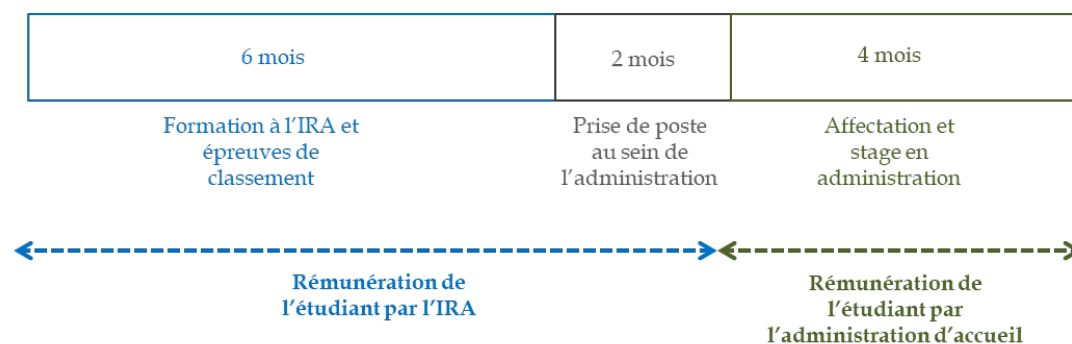 6 mois
2 mois
4 mois
Formation à l’IRA et
épreuves de
classement
Prise de poste
au sein de
l’administration
Affectation et
stage en
administration
Rémunération de
l’étudiant par l’IRA
Rémunération de
l’étudiant par
l’administration d’accueil